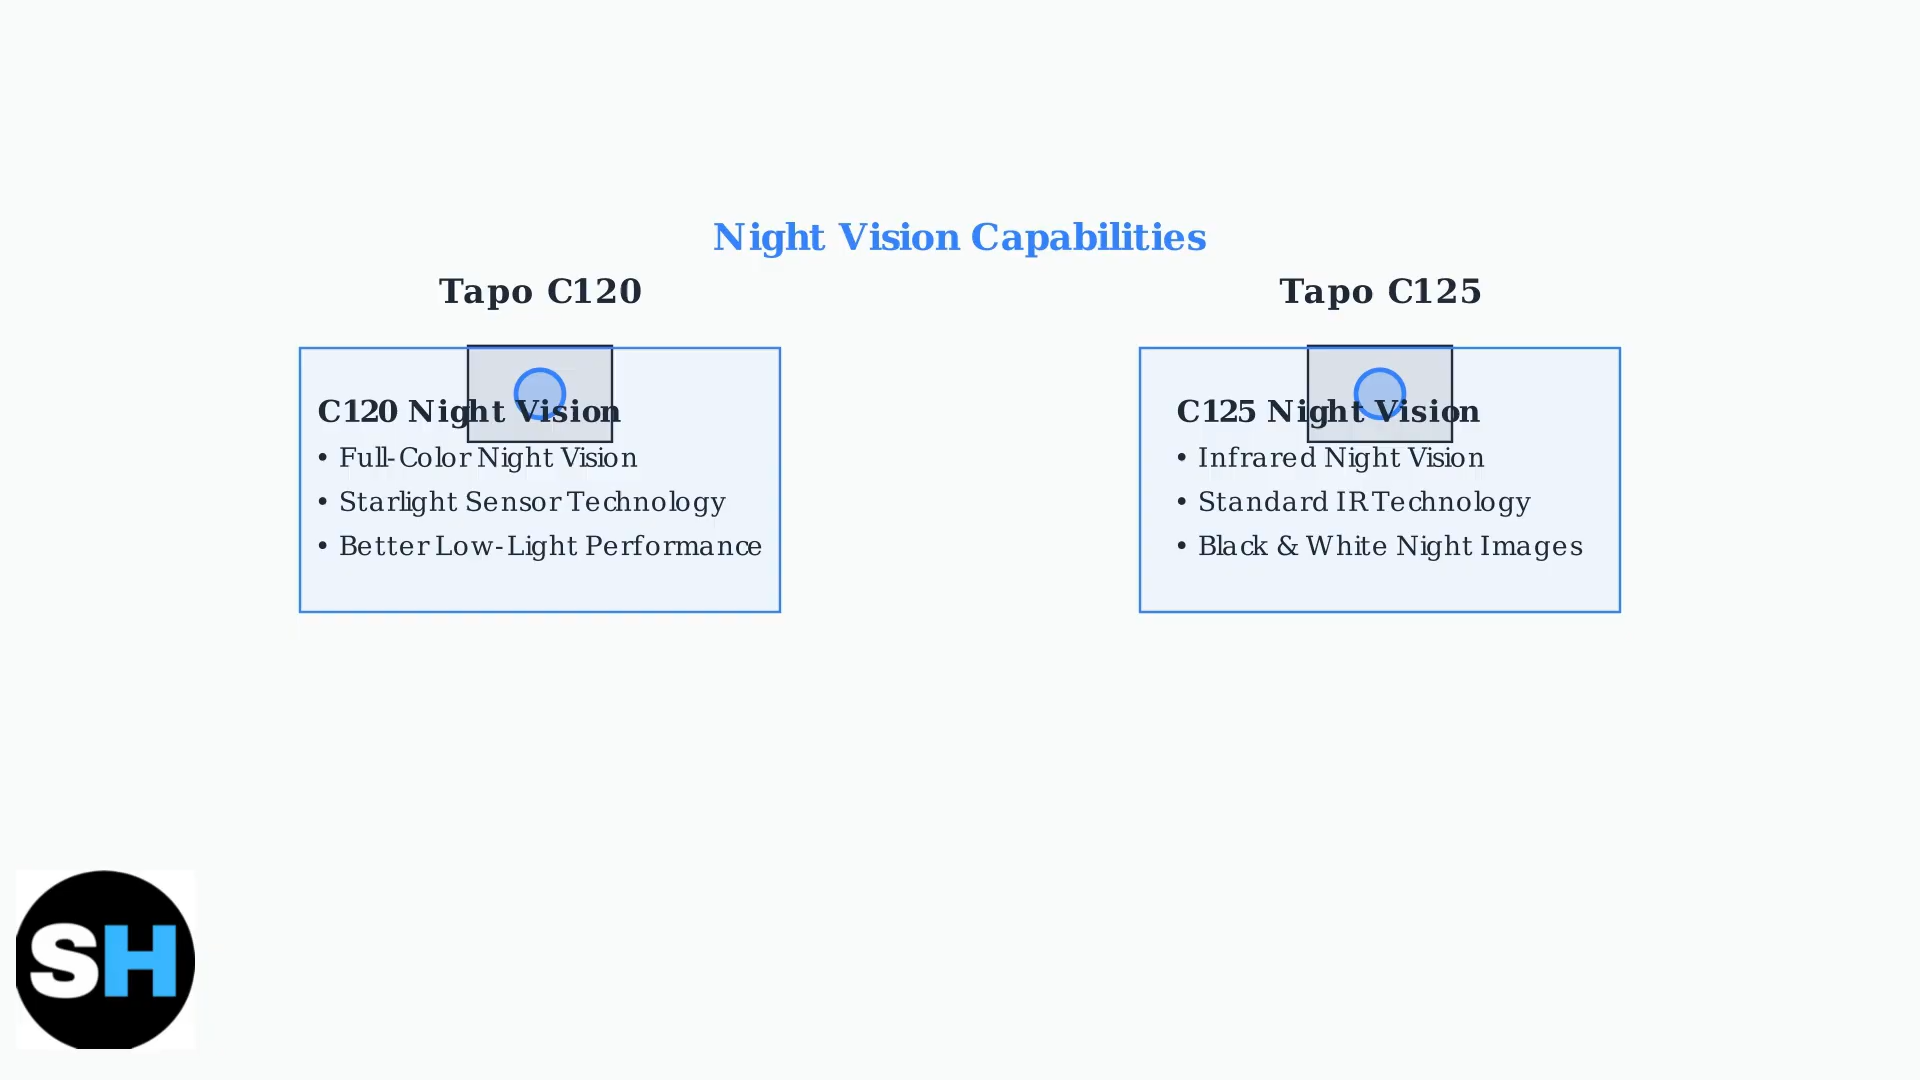 Night Vision Capabilities
Tapo C120
C120 Night Vision
• Full-Color Night Vision
• Starlight Sensor Technology
• Better Low-Light Performance
Tapo C125
C125 Night Vision
• Infrared Night Vision
• Standard IR Technology
• Black & White Night Images
SH